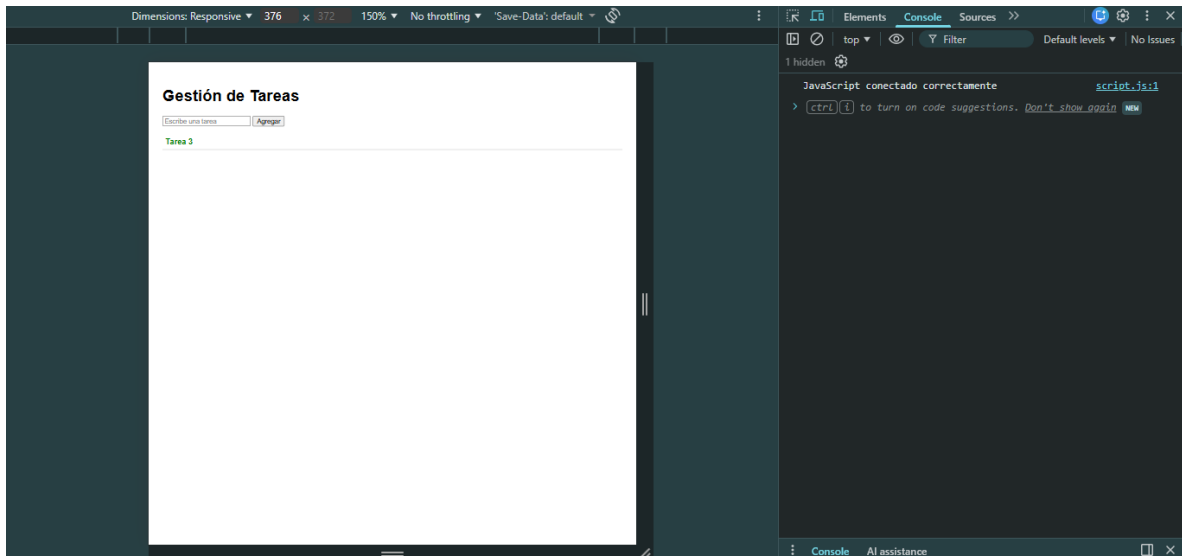 Dimensions: Responsive ▼ 376 × 372 150% ▼ No throttling ▼ 'Save-Data': default ▼
Elements Console Sources >>
top ▼ Filter Default levels ▼ No Issues
1 hidden
Gestión de Tareas
Escribe una tarea Agregar
Tarea 3
JavaScript conectado correctamente script.js:1
> ctrl i to turn on code suggestions. Don't show again NEW
Console AI assistance